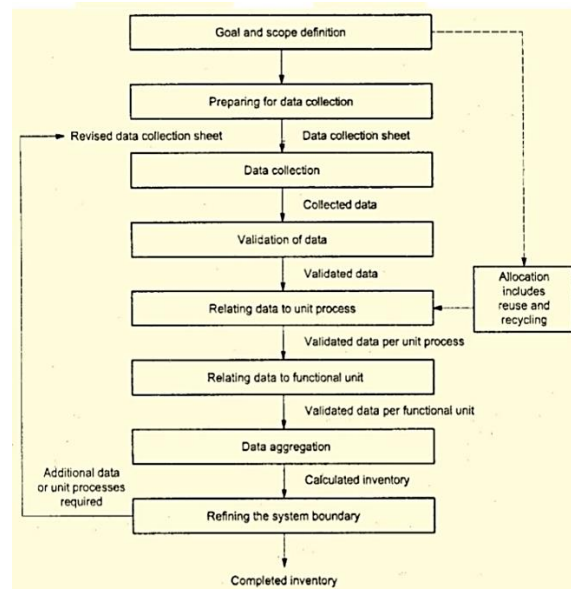 Goal and scope definition
Preparing for data collection
Revised data collection sheet
Data collection sheet
Data collection
Collected data
Validation of data
Validated data
Allocation
includes
reuse and
recycling
Relating data to unit process
Validated data per unit process
Relating data to functional unit
Validated data per functional unit
Data aggregation
Additional data
or unit processes
required
Calculated inventory
Refining the system boundary
Completed inventory